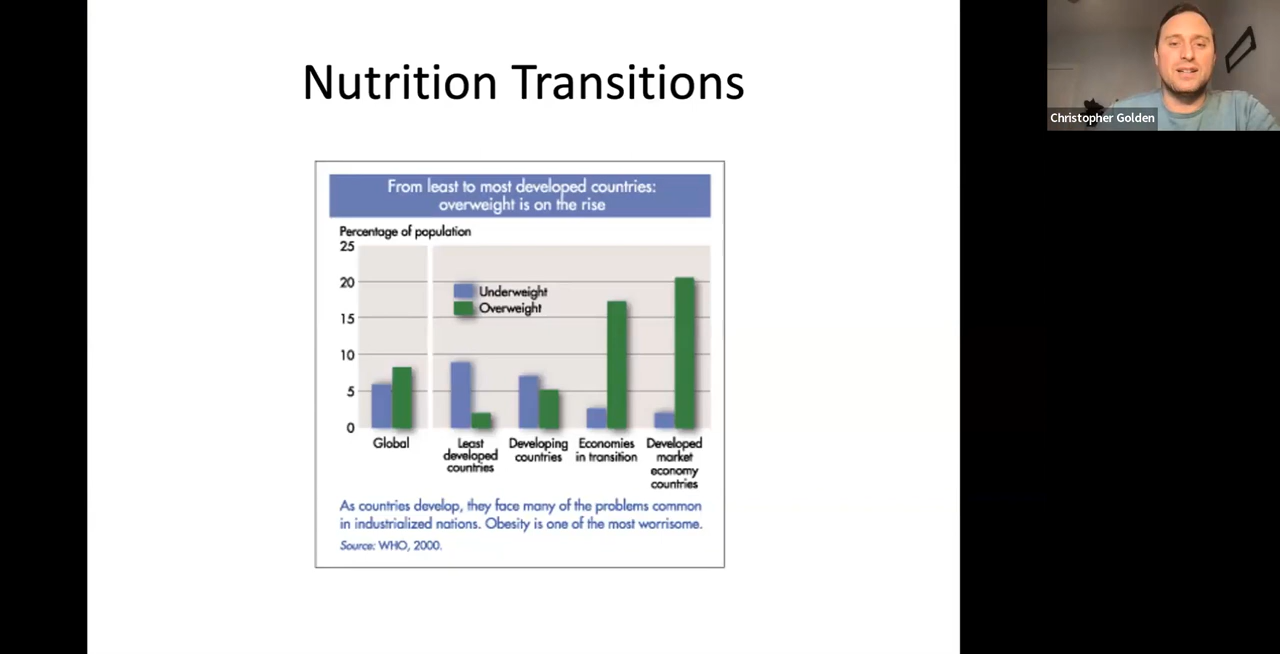 Nutrition Transitions
Christopher Golden
From least to most developed countries:
overweight is on the rise
Percentage of population
25
20
15
10
5
0
Underweight
Overweight
Global
Least
developed
countries
Developing
countries
Economies
in transition
Developed
market
economy
countries
As countries develop, they face many of the problems common
in industrialized nations. Obesity is one of the most worrisome.
Source: WHO, 2000.